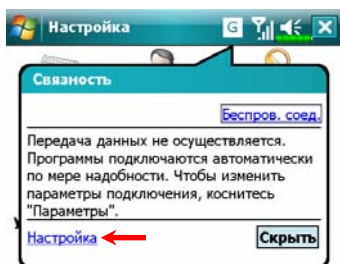 Настройка G
Связность
Беспров. соед.
Передача данных не осуществляется.
Программы подключаются автоматически
по мере надобности. Чтобы изменить
параметры подключения, коснитесь
"Параметры".
Настройка Скрыть